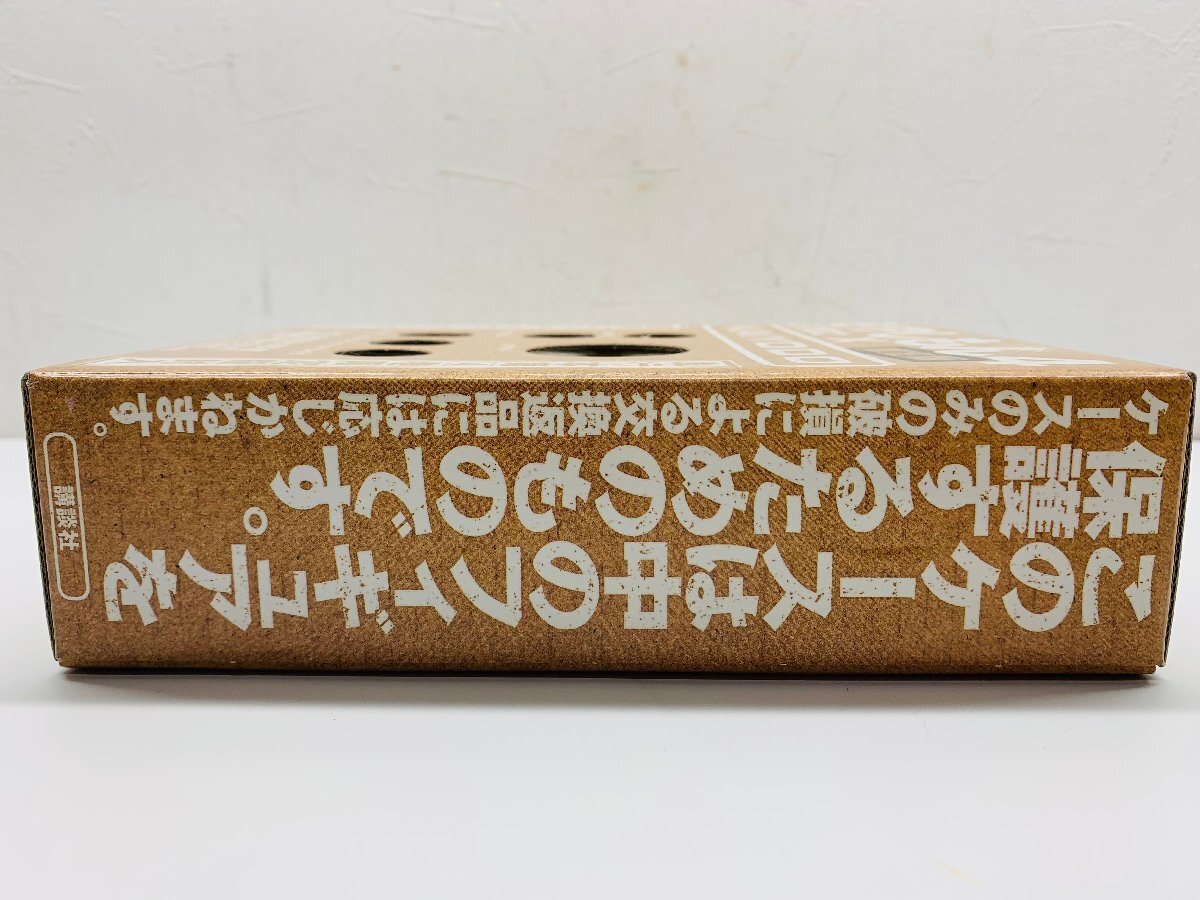 このケースは中のフィギュアを
保護するためのものです。
ケースのみの破損による交換返品には応じかねます。
講談社